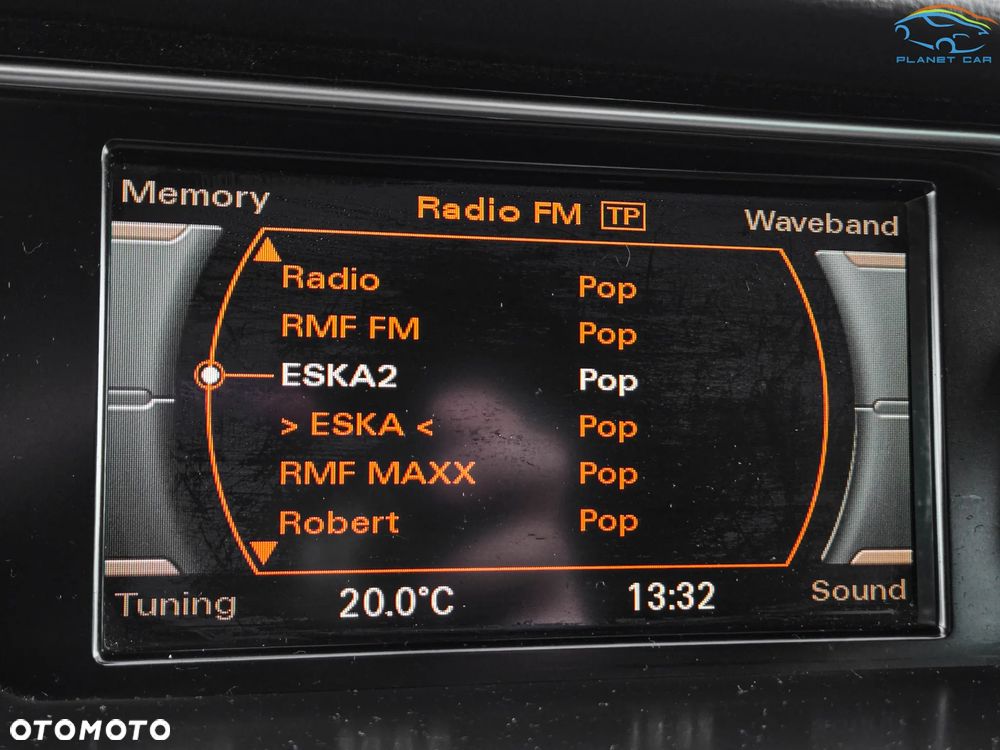 PLANET CAR
Memory
Radio FM TP
Waveband
Radio Pop
RMF FM Pop
ESKA2 Pop
> ESKA < Pop
RMF MAXX Pop
Robert Pop
Tuning
20.0°C
13:32
Sound
OTOMOTO